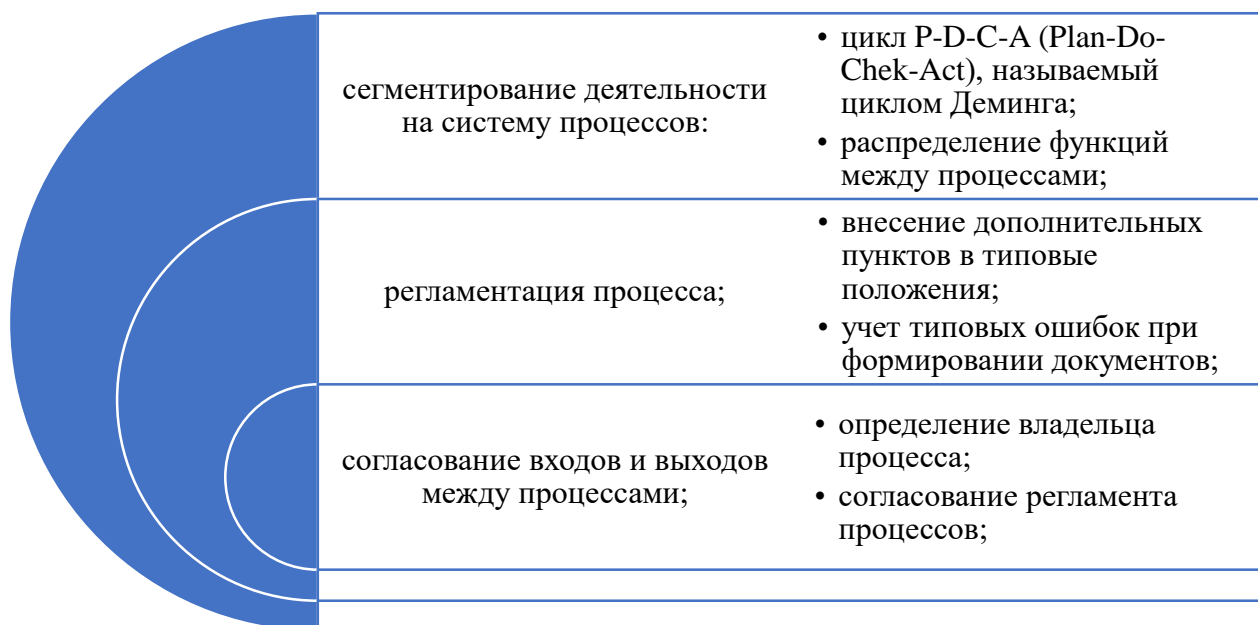 сегментирование деятельности
на систему процессов:
• цикл P-D-C-A (Plan-Do-
Chek-Act), называемый
циклом Деминга;
• распределение функций
между процессами;
регламентация процесса;
• внесение дополнительных
пунктов в типовые
положения;
• учет типовых ошибок при
формировании документов;
согласование входов и выходов
между процессами;
• определение владельца
процесса;
• согласование регламента
процессов;